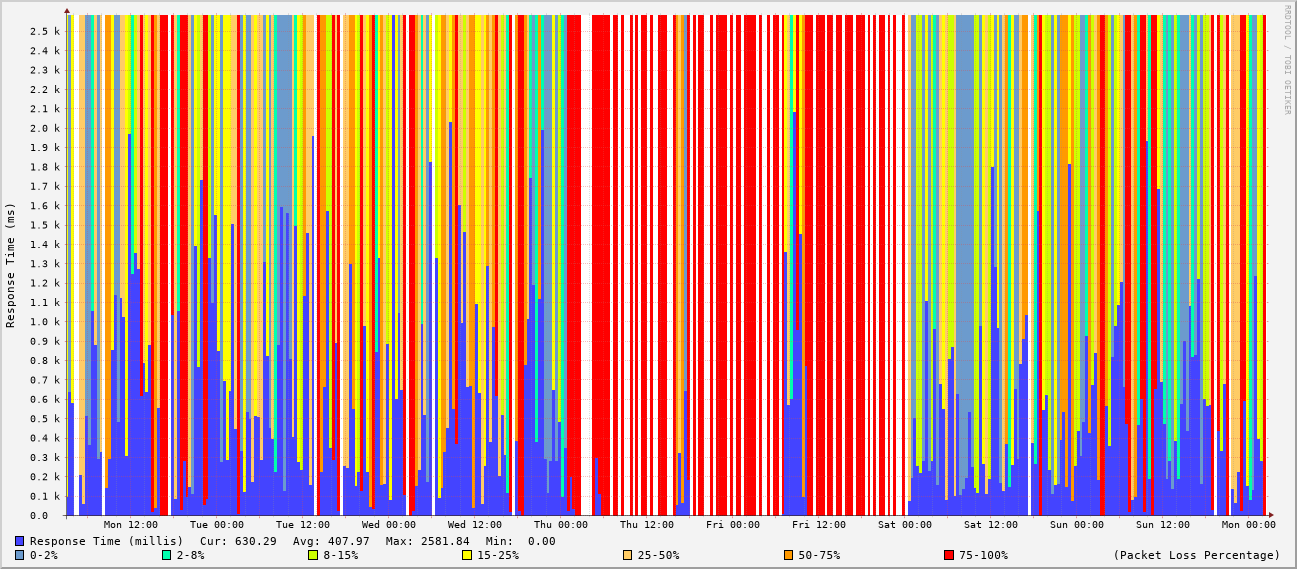 RRDTOOL / TOBI OETIKER
Response Time (ms)
2.5 k
2.4 k
2.3 k
2.2 k
2.1 k
2.0 k
1.9 k
1.8 k
1.7 k
1.6 k
1.5 k
1.4 k
1.3 k
1.2 k
1.1 k
1.0 k
0.9 k
0.8 k
0.7 k
0.6 k
0.5 k
0.4 k
0.3 k
0.2 k
0.1 k
0.0
Mon 12:00 Tue 00:00 Tue 12:00 Wed 00:00 Wed 12:00 Thu 00:00 Thu 12:00 Fri 00:00 Fri 12:00 Sat 00:00 Sat 12:00 Sun 00:00 Sun 12:00 Mon 00:00
Response Time (millis) Cur: 630.29 Avg: 407.97 Max: 2581.84 Min: 0.00
0-2% 2-8% 8-15% 15-25% 25-50% 50-75% 75-100% (Packet Loss Percentage)